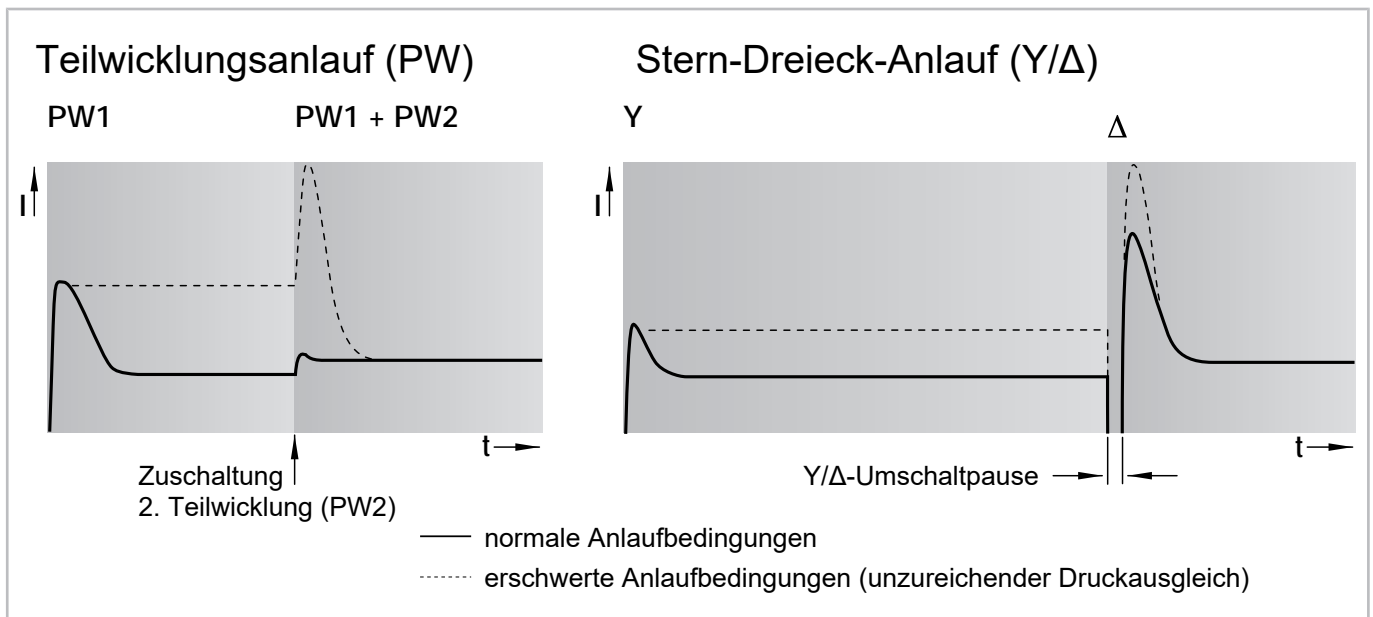 Teilwicklungsanlauf (PW)
PW1
PW1 + PW2
I
t
Zuschaltung
2. Teilwicklung (PW2)
Stern-Dreieck-Anlauf (Y/Δ)
Y
Δ
I
t
Y/Δ-Umschaltpause
normale Anlaufbedingungen
erschwerte Anlaufbedingungen (unzureichender Druckausgleich)